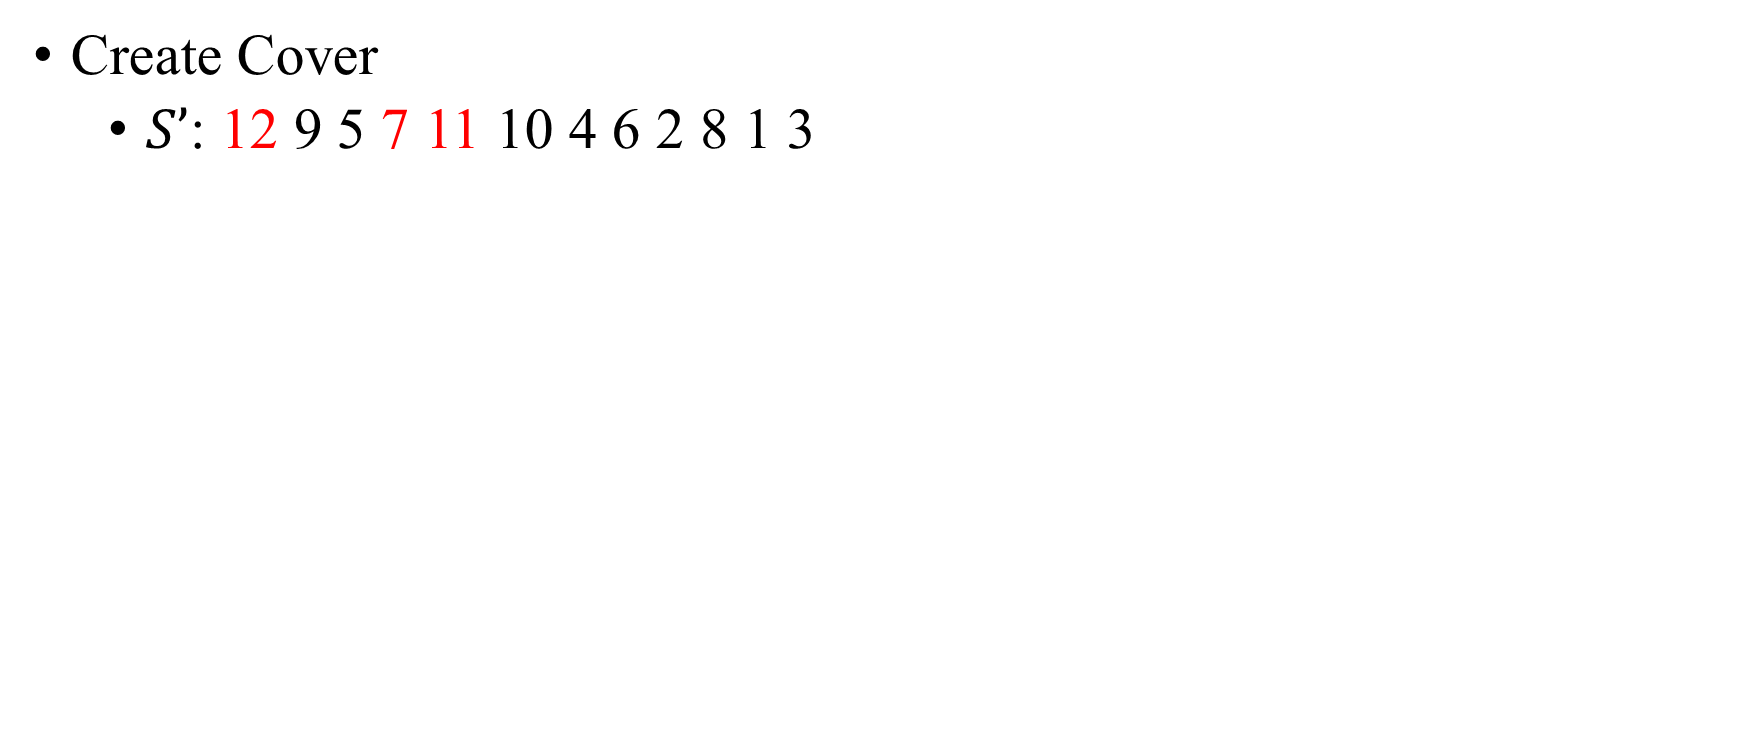 • Create Cover
• S’: 12 9 5 7 11 10 4 6 2 8 1 3